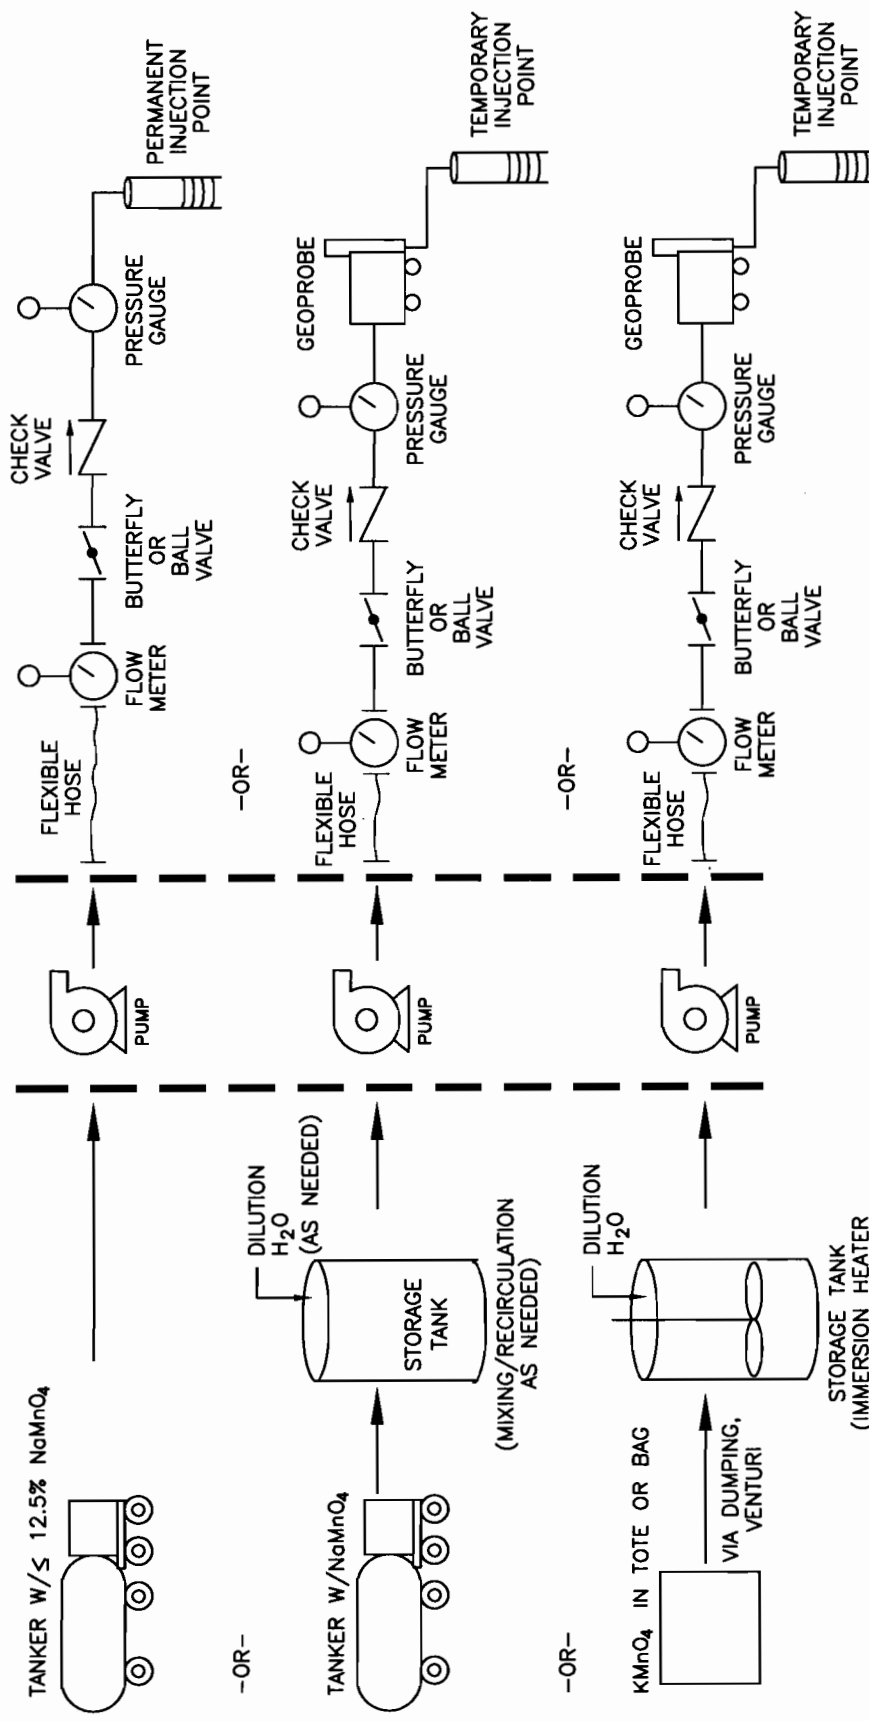 TANKER W/≤ 12.5% NaMnO4
PUMP
FLEXIBLE
HOSE
FLOW
METER
BUTTERFLY
OR
BALL
VALVE
CHECK
VALVE
PRESSURE
GAUGE
PERMANENT
INJECTION
POINT
-OR-
-OR-
TANKER W/NaMnO4
DILUTION
H2O
(AS NEEDED)
STORAGE
TANK
(MIXING/RECIRCULATION
AS NEEDED)
PUMP
FLEXIBLE
HOSE
FLOW
METER
BUTTERFLY
OR
BALL
VALVE
CHECK
VALVE
PRESSURE
GAUGE
GEOPROBE
TEMPORARY
INJECTION
POINT
-OR-
-OR-
KMnO4 IN TOTE OR BAG
VIA DUMPING,
VENTURI
DILUTION
H2O
STORAGE TANK
(IMMERSION HEATER
PUMP
FLEXIBLE
HOSE
FLOW
METER
BUTTERFLY
OR
BALL
VALVE
CHECK
VALVE
PRESSURE
GAUGE
GEOPROBE
TEMPORARY
INJECTION
POINT